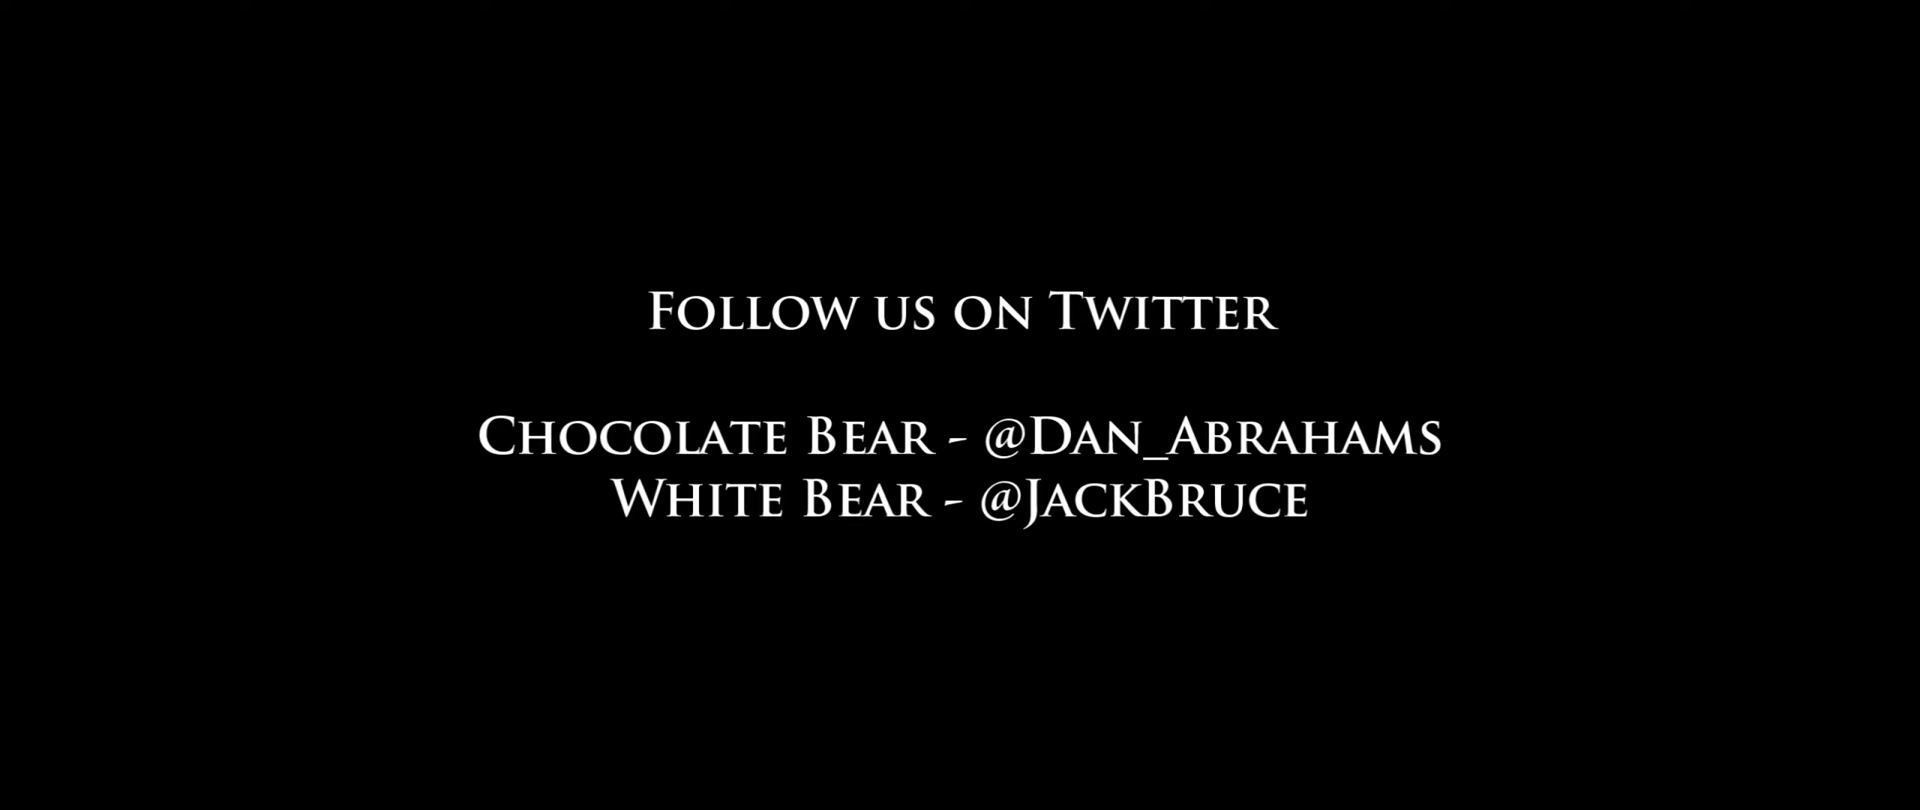 Follow us on Twitter
Chocolate Bear - @Dan_Abrahams
White Bear - @JackBruce